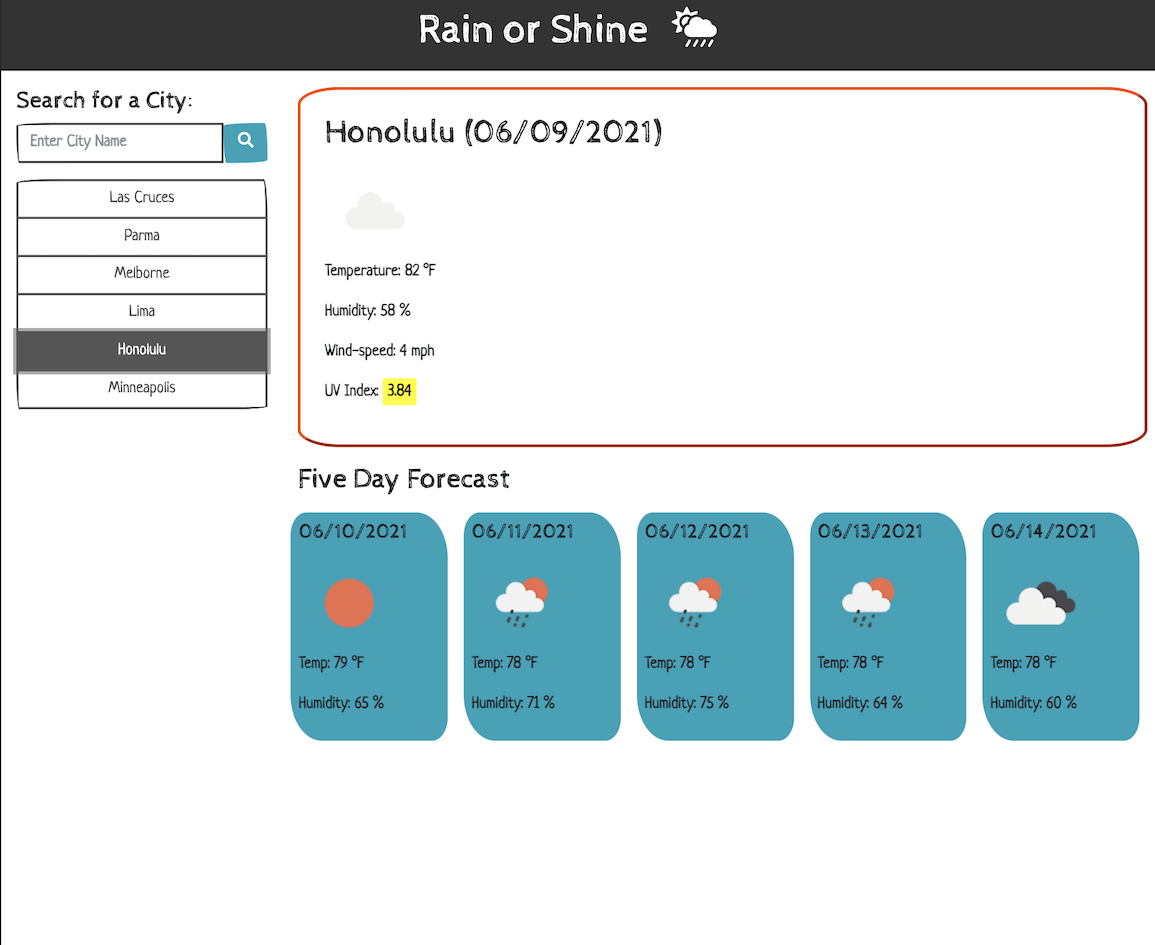 Rain or Shine
Search for a City:
Enter City Name
Las Cruces
Parma
Melborne
Lima
Honolulu
Minneapolis
Honolulu (06/09/2021)
Temperature: 82 °F
Humidity: 58 %
Wind-speed: 4 mph
UV Index: 3.84
Five Day Forecast
06/10/2021
Temp: 79 °F
Humidity: 65 %
06/11/2021
Temp: 78 °F
Humidity: 71 %
06/12/2021
Temp: 78 °F
Humidity: 75 %
06/13/2021
Temp: 78 °F
Humidity: 64 %
06/14/2021
Temp: 78 °F
Humidity: 60 %